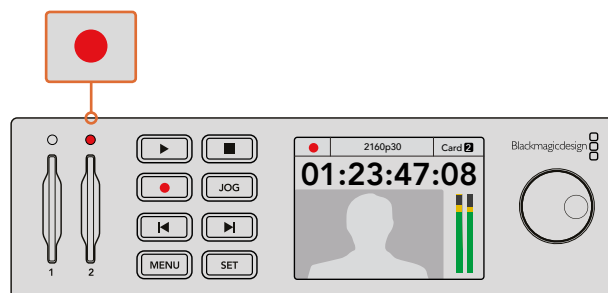 2160p30
Card 2
Blackmagicdesign
01:23:47:08
JOG
1
2
MENU
SET